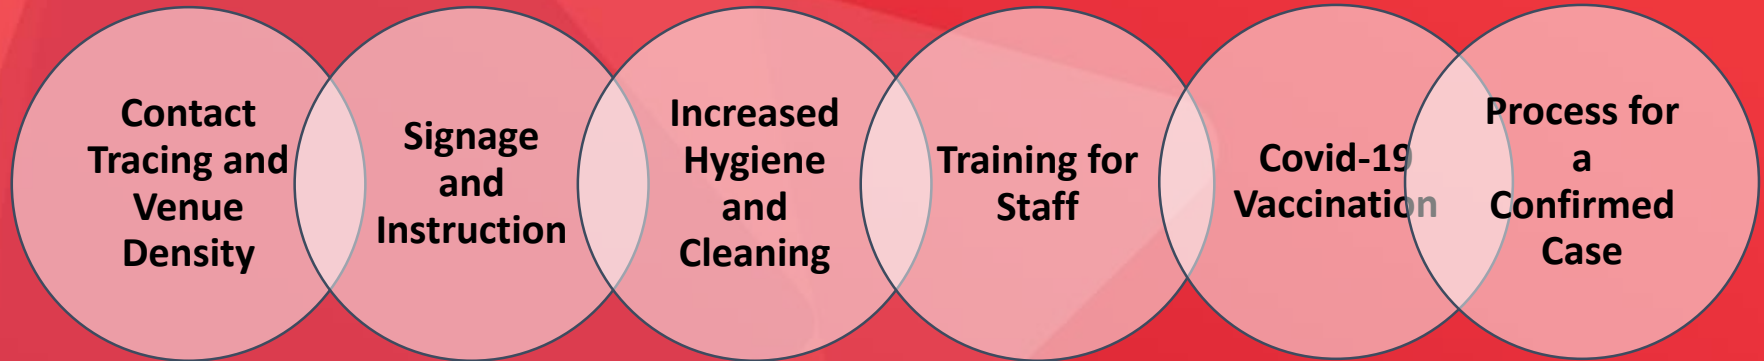 Contact
Tracing and
Venue
Density
Signage
and
Instruction
Increased
Hygiene
and
Cleaning
Training for
Staff
Covid-19
Vaccination
Process for
a
Confirmed
Case